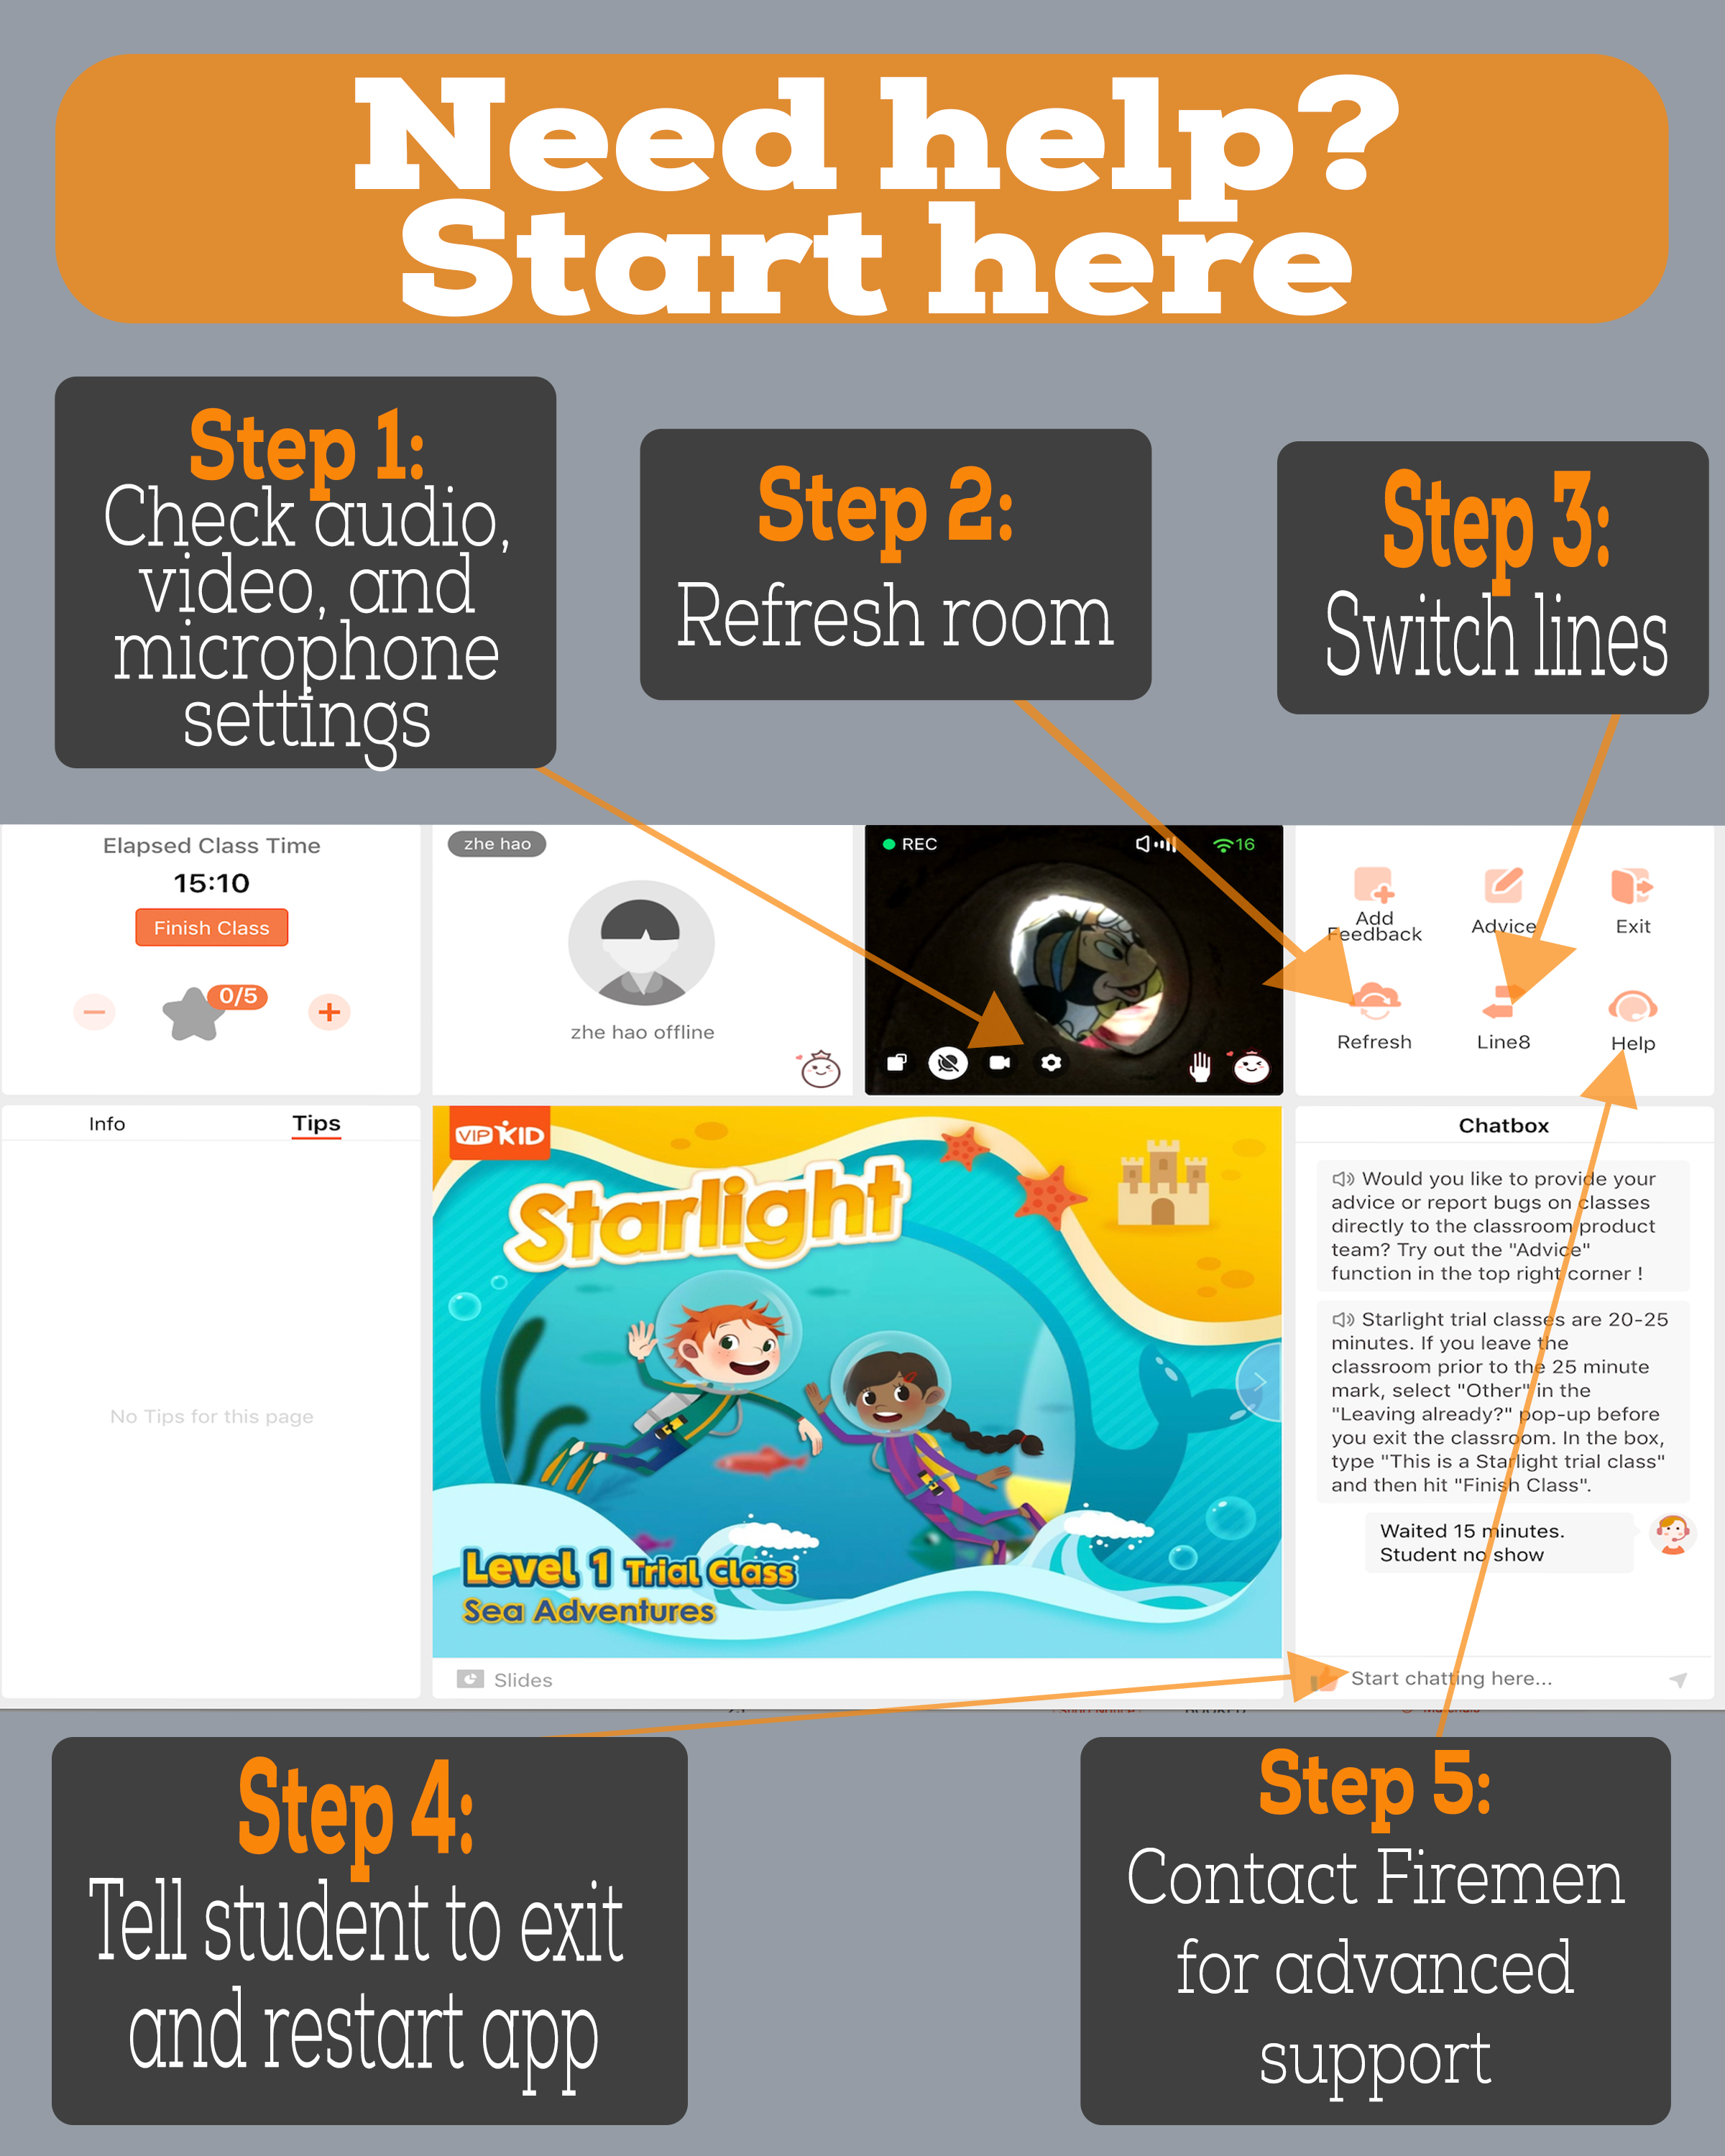 Need help?
Start here
Step 1:
Check audio,
video, and
microphone
settings
Step 2:
Refresh room
Step 3:
Switch lines
Elapsed Class Time
15:10
Finish Class
0/5
zhe hao
zhe hao offline
REC
16
Add
Feedback
Advice
Exit
Refresh
Line8
Help
Info
Tips
No Tips for this page
VIPKID
Starlight
Level 1 Trial Class
Sea Adventures
Slides
Chatbox
Would you like to provide your
advice or report bugs on classes
directly to the classroom product
team? Try out the "Advice"
function in the top right corner !
Starlight trial classes are 20-25
minutes. If you leave the
classroom prior to the 25 minute
mark, select "Other" in the
"Leaving already?" pop-up before
you exit the classroom. In the box,
type "This is a Starlight trial class"
and then hit "Finish Class".
Waited 15 minutes.
Student no show
Start chatting here...
Step 4:
Tell student to exit
and restart app
Step 5:
Contact Firemen
for advanced
support